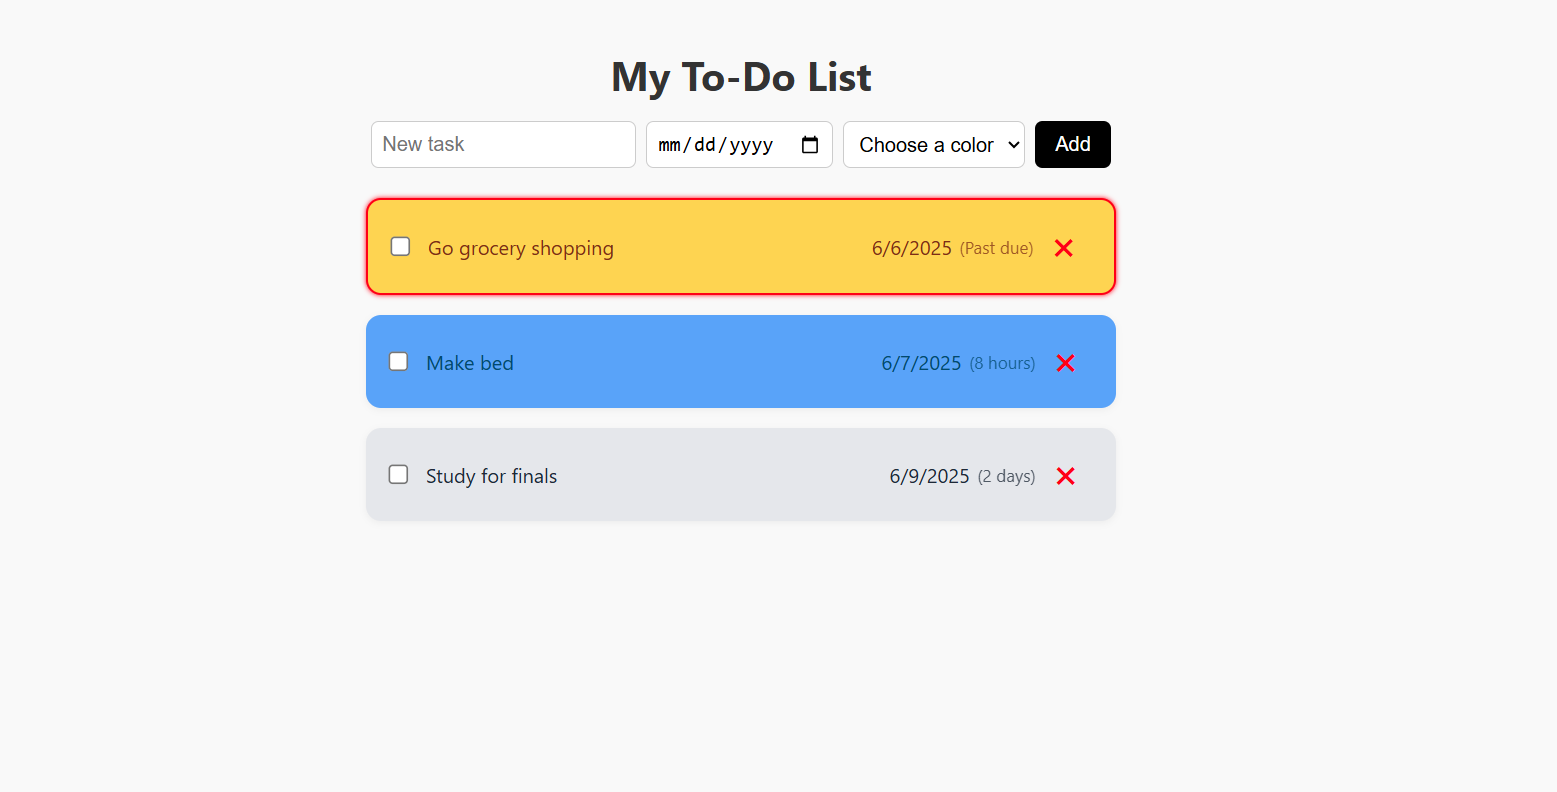 My To-Do List
New task mm/dd/yyyy Choose a color Add
Go grocery shopping 6/6/2025 (Past due)
Make bed 6/7/2025 (8 hours)
Study for finals 6/9/2025 (2 days)